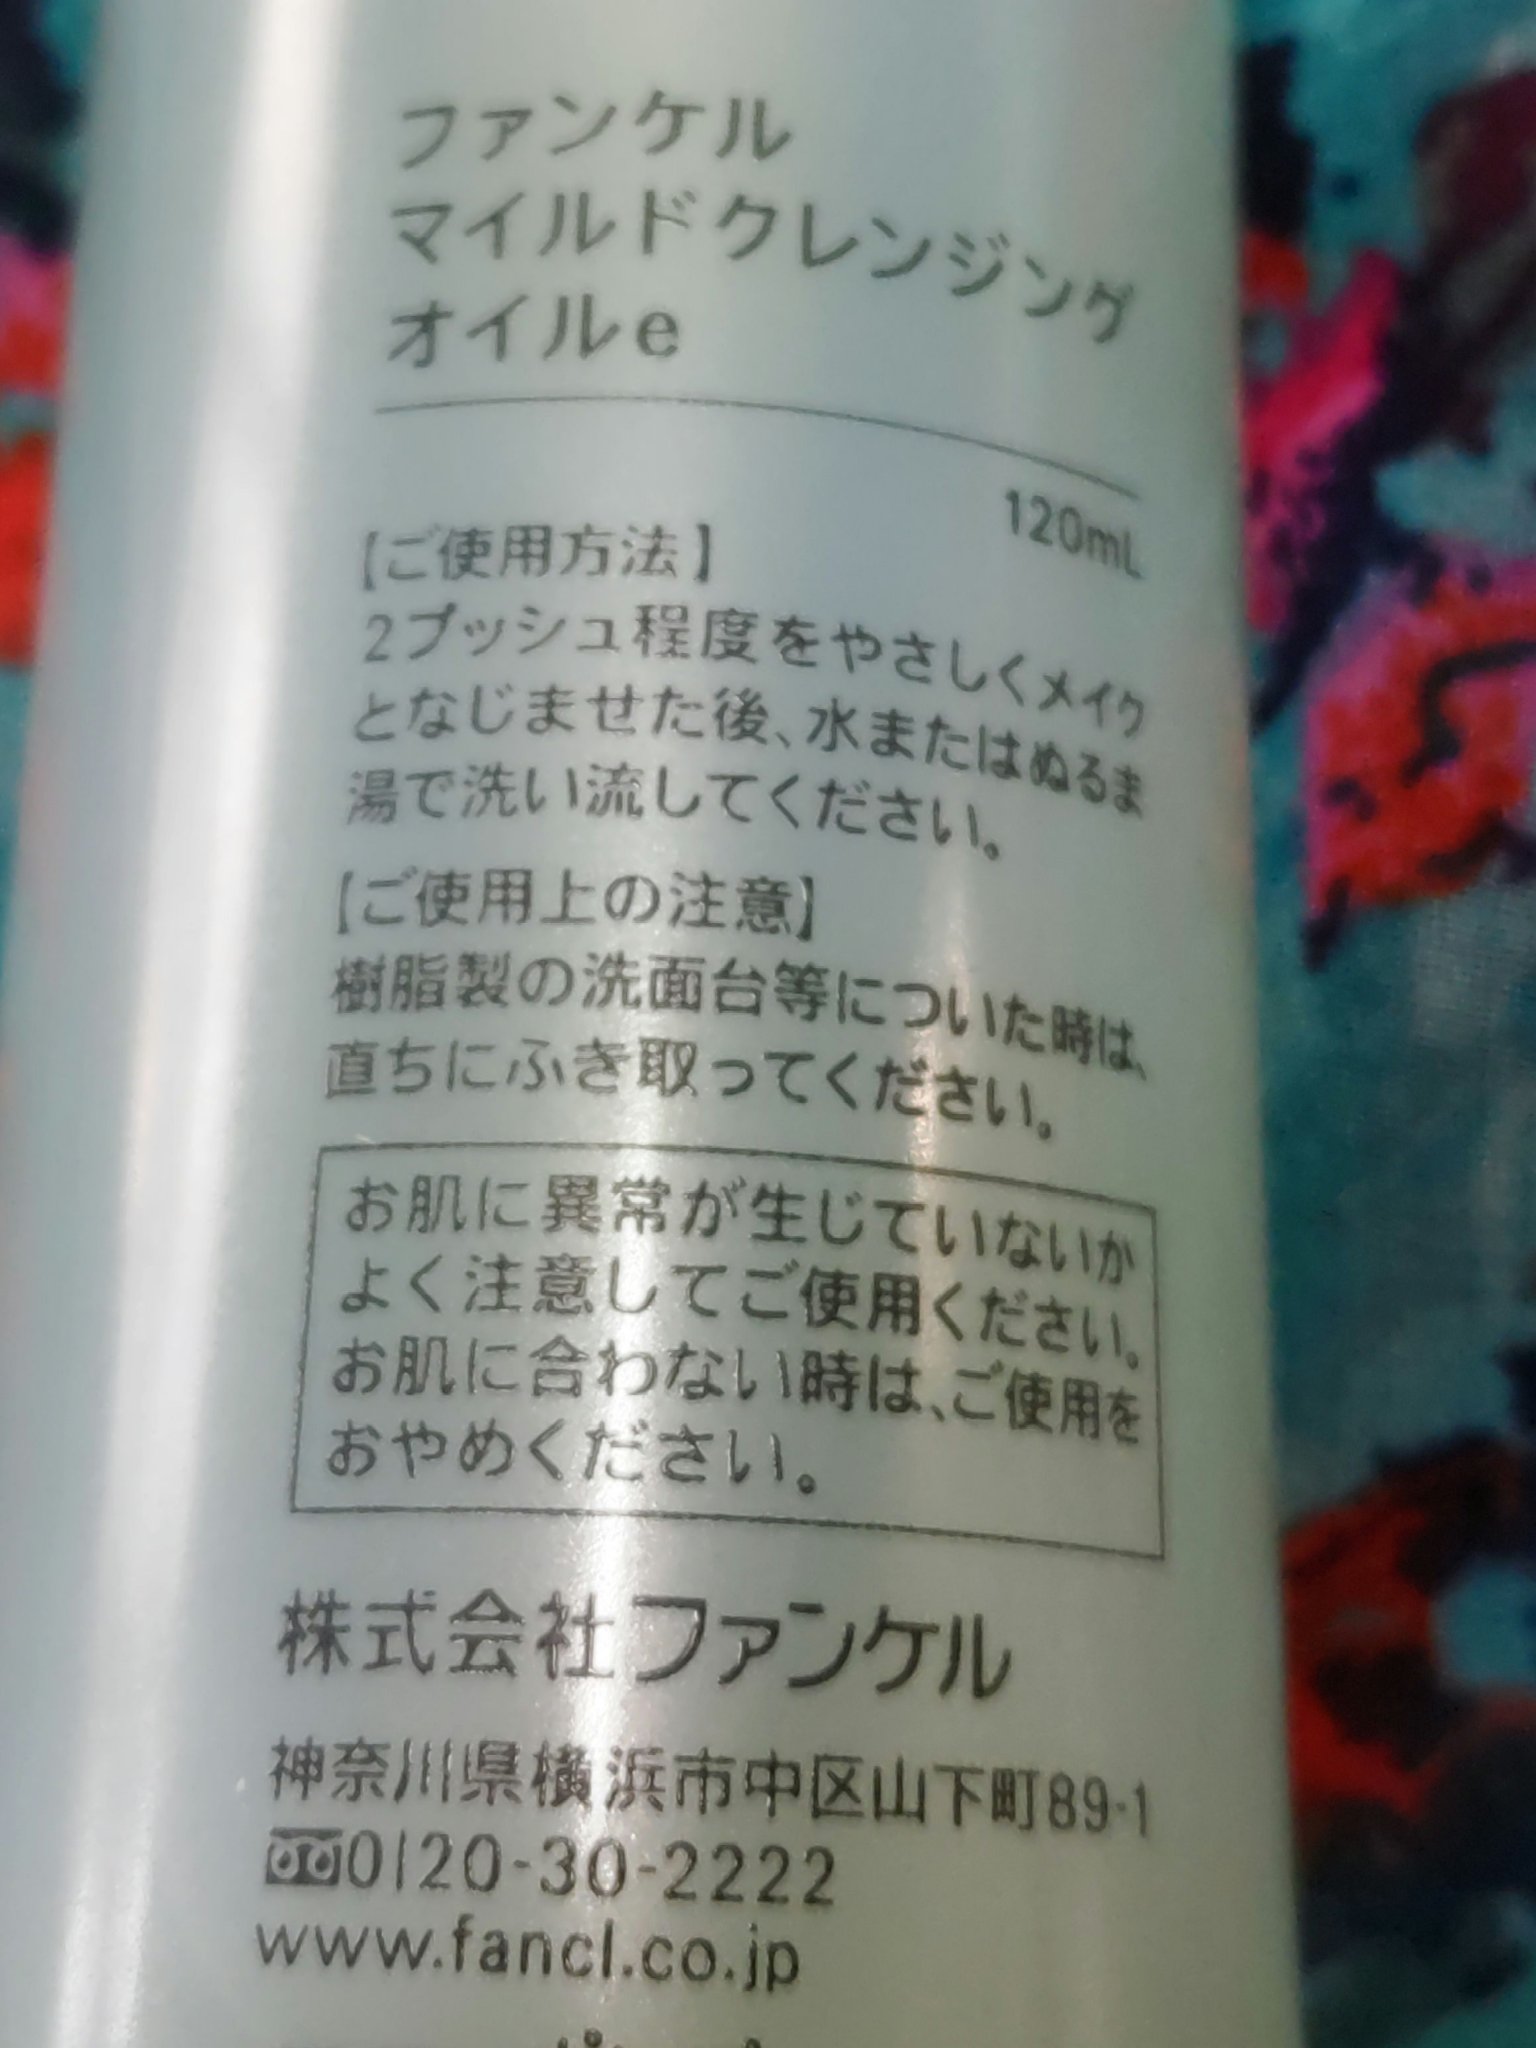 ファンケル
マイルドクレンジング
オイルe
120mL
【ご使用方法】
2プッシュ程度をやさしくメイク
となじませた後、水またはぬるま
湯で洗い流してください。
【ご使用上の注意】
樹脂製の洗面台等についた時は、
直ちにふき取ってください。
お肌に異常が生じていないか
よく注意してご使用ください。
お肌に合わない時は、ご使用を
おやめください。
株式会社ファンケル
神奈川県横浜市中区山下町89-1
0120-30-2222
www.fancl.co.jp